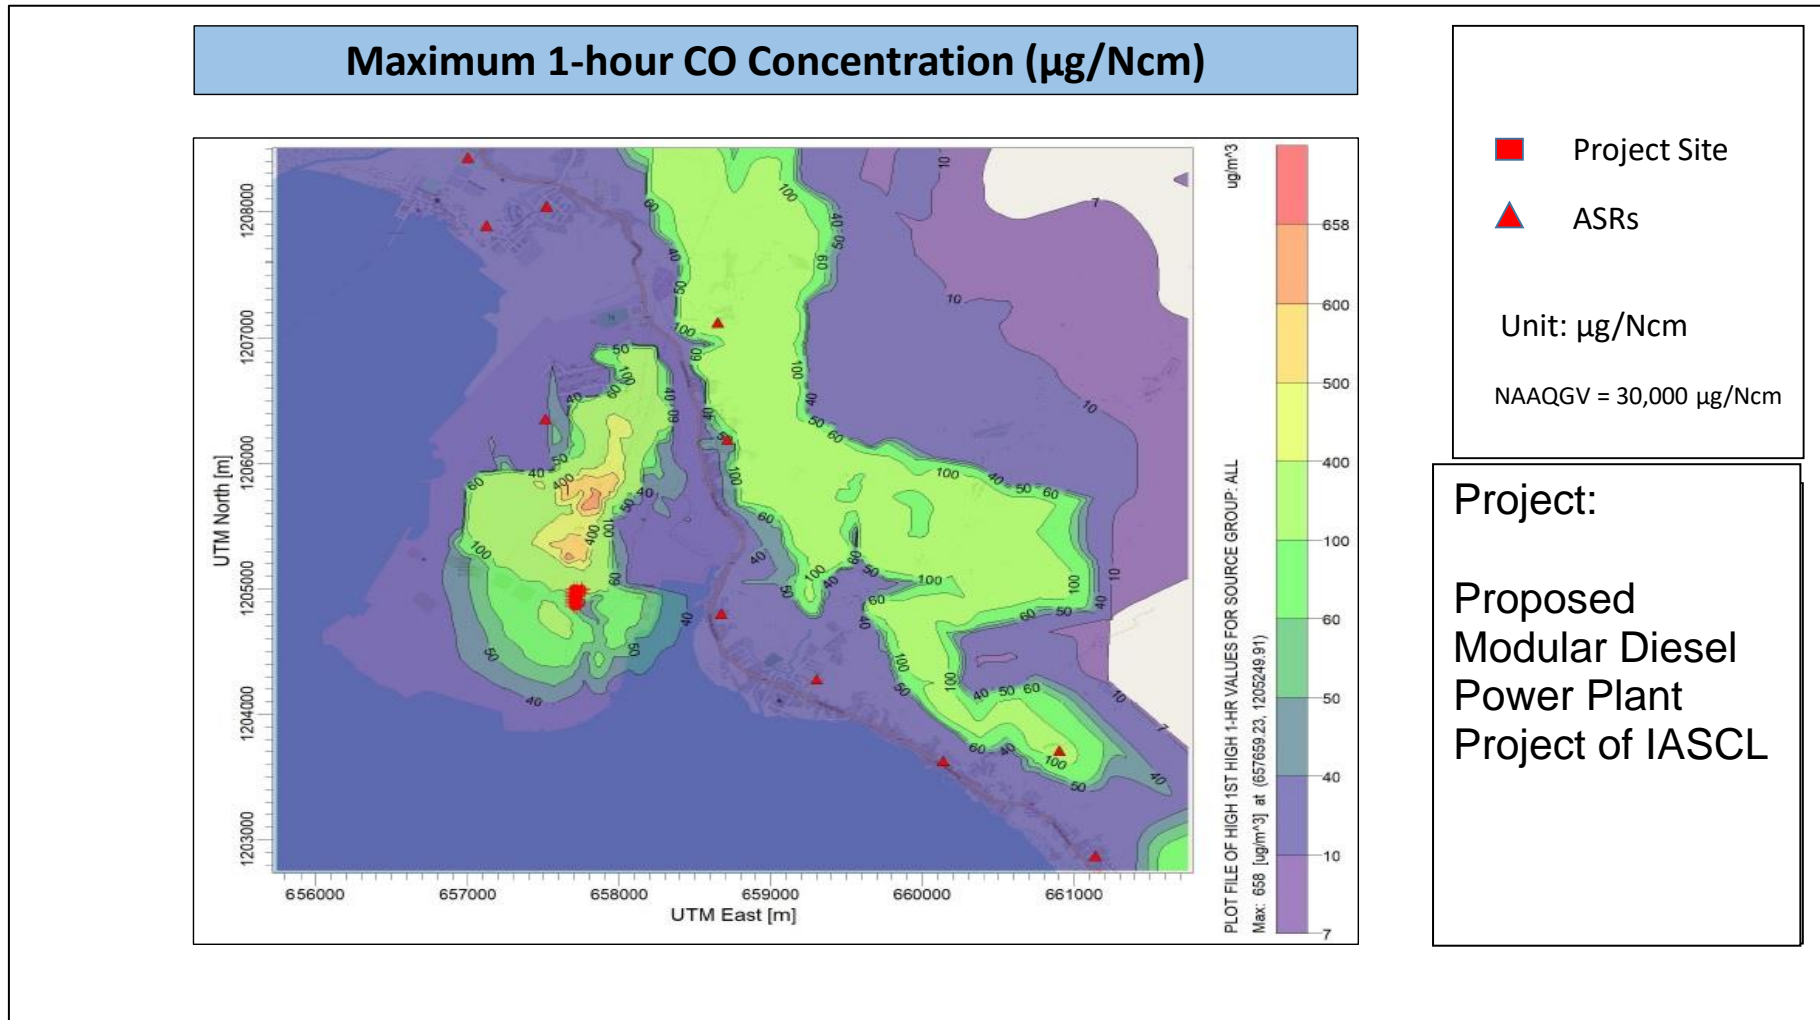 Maximum 1-hour CO Concentration (µg/Ncm)
Project Site
ASRs
Unit: µg/Ncm
NAAQGV = 30,000 µg/Ncm
Project:
Proposed
Modular Diesel
Power Plant
Project of IASCL
UTM North [m]
1208000
1207000
1206000
1205000
1204000
1203000
656000
657000
658000
659000
660000
661000
UTM East [m]
PLOT FILE OF HIGH 1ST HIGH 1-HR VALUES FOR SOURCE GROUP: ALL
Max: 658 [ug/m^3] at (657659.23, 1205249.91)
ug/m^3
658
600
500
400
100
60
50
40
10
7